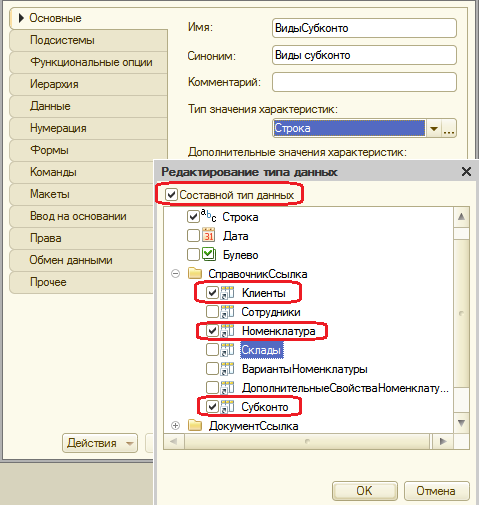 Основные
Подсистемы
Функциональные опции
Иерархия
Данные
Нумерация
Формы
Команды
Макеты
Ввод на основании
Права
Обмен данными
Прочее
Имя: ВидыСубконто
Синоним: Виды субконто
Комментарий:
Тип значения характеристик:
Строка
Дополнительные значения характеристик:
Действия
Редактирование типа данных
Составной тип данных
Строка
31 Дата
Булево
СправочникСсылка
Клиенты
Сотрудники
Номенклатура
Склады
ВариантыНоменклатуры
ДополнительныеСвойстваНоменклату...
Субконто
ДокументСсылка
OK Отмена